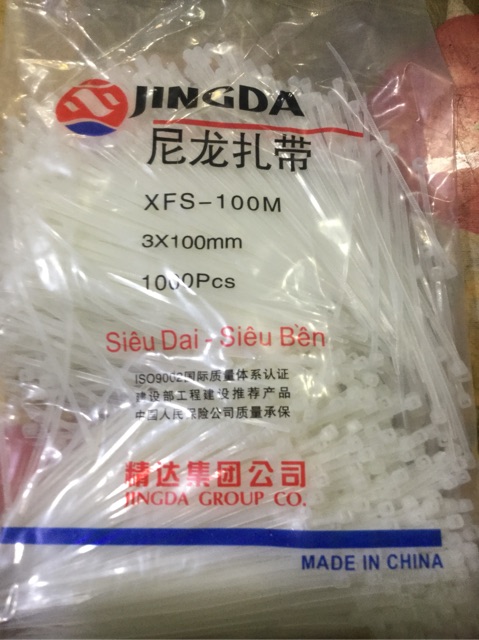 JINGDA
尼龙扎带
XFS-100M
3X100mm
1000Pcs
Siêu Dai - Siêu Bền
ISO9002国际质量体系认证
建设部工程建设推荐产品
中国人民保险公司质量承保
精达集团公司
JINGDA GROUP CO.
MADE IN CHINA